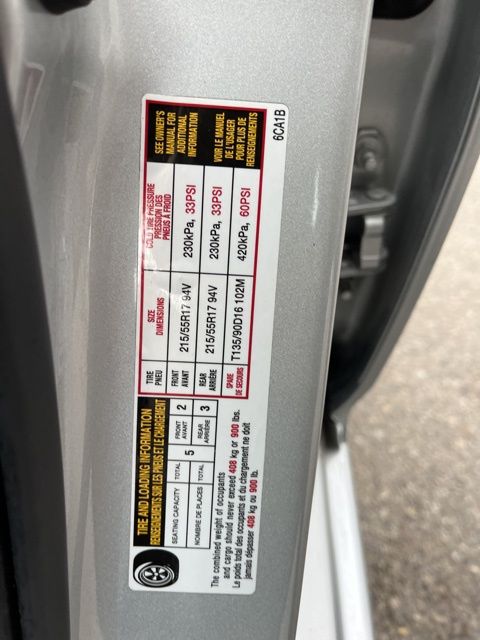 TIRE AND LOADING INFORMATION
RENSEIGNEMENTS SUR LES PNEUS ET LE CHARGEMENT
SEATING CAPACITY TOTAL 5 FRONT AVANT 2
NOMBRE DE PLACES TOTAL REAR ARRIÈRE 3
The combined weight of occupants
and cargo should never exceed 408 kg or 900 lbs.
Le poids total des occupants et du chargement ne doit
jamais dépasser 408 kg ou 900 lb.
TIRE
PNEU
SIZE
DIMENSIONS
COLD TIRE PRESSURE
PRESSION DES
PNEUS À FROID
FRONT
AVANT
215/55R17 94V
230kPa, 33PSI
REAR
ARRIÈRE
215/55R17 94V
230kPa, 33PSI
SPARE
DE SECOURS
T135/90D16 102M
420kPa, 60PSI
SEE OWNER'S
MANUAL FOR
ADDITIONAL
INFORMATION
VOIR LE MANUEL
DE L'USAGER
POUR PLUS DE
RENSEIGNEMENTS
6CA1B